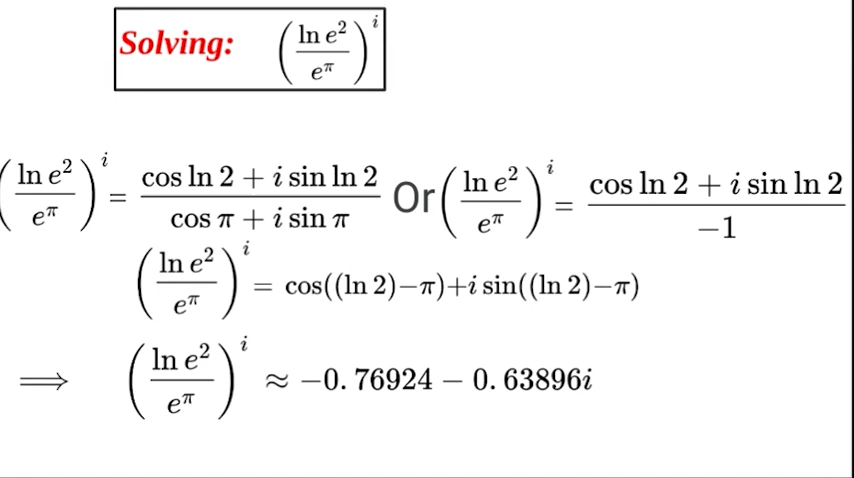 Solving: (ln e² / e^π)^i
(ln e² / e^π)^i = (cos ln 2 + i sin ln 2) / (cos π + i sin π) Or (ln e² / e^π)^i = (cos ln 2 + i sin ln 2) / −1
(ln e² / e^π)^i = cos((ln 2)−π)+i sin((ln 2)−π)
⟹ (ln e² / e^π)^i ≈ −0.76924 − 0.63896i